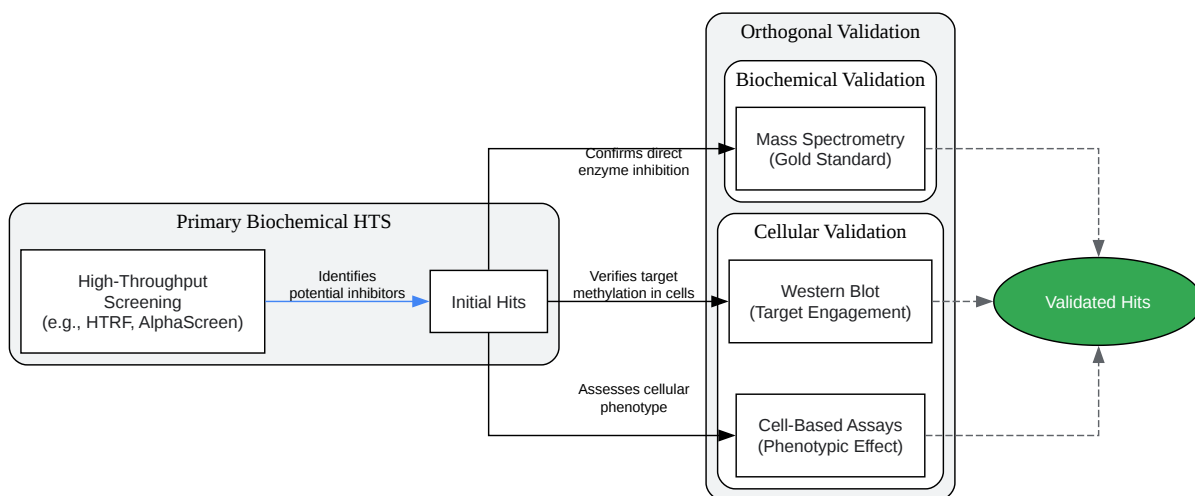 Orthogonal Validation
Biochemical Validation
Mass Spectrometry
(Gold Standard)
Confirms direct
enzyme inhibition
Primary Biochemical HTS
High-Throughput
Screening
(e.g., HTRF, AlphaScreen)
Identifies
potential inhibitors
Initial Hits
Verifies target
methylation in cells
Cellular Validation
Western Blot
(Target Engagement)
Validated Hits
Assesses cellular
phenotype
Cell-Based Assays
(Phenotypic Effect)